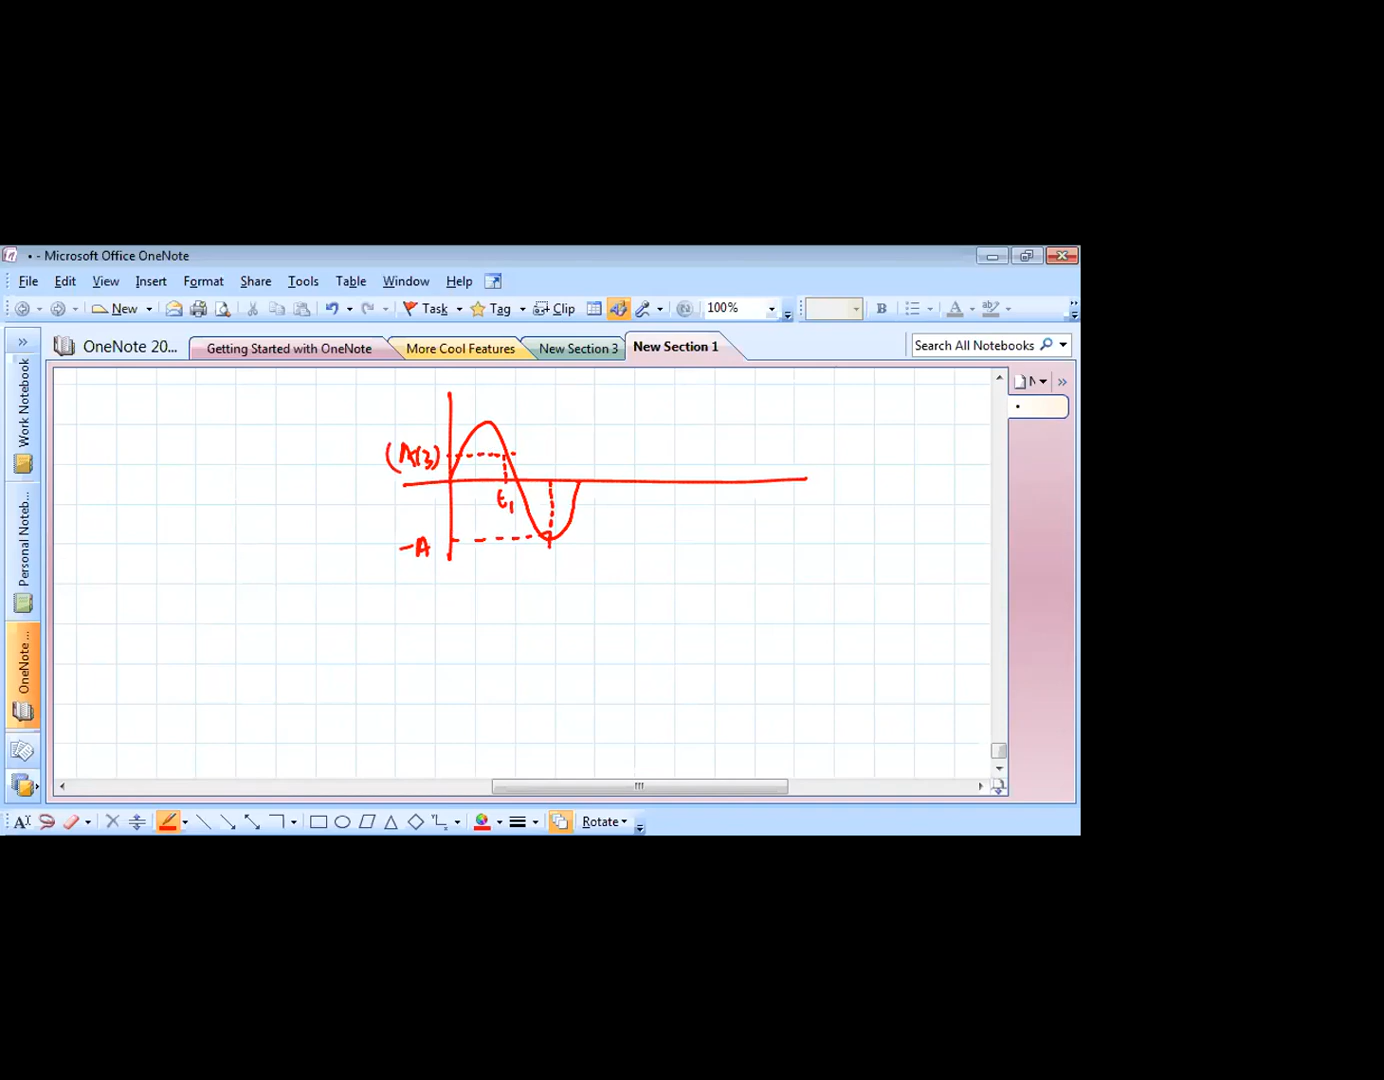 • - Microsoft Office OneNote
File Edit View Insert Format Share Tools Table Window Help
New Task Tag Clip 100% B A ab
OneNote 20... Getting Started with OneNote More Cool Features New Section 3 New Section 1 Search All Notebooks
Work Notebook
Personal Noteb...
OneNote ...
N
•
t1
-A
A Rotate